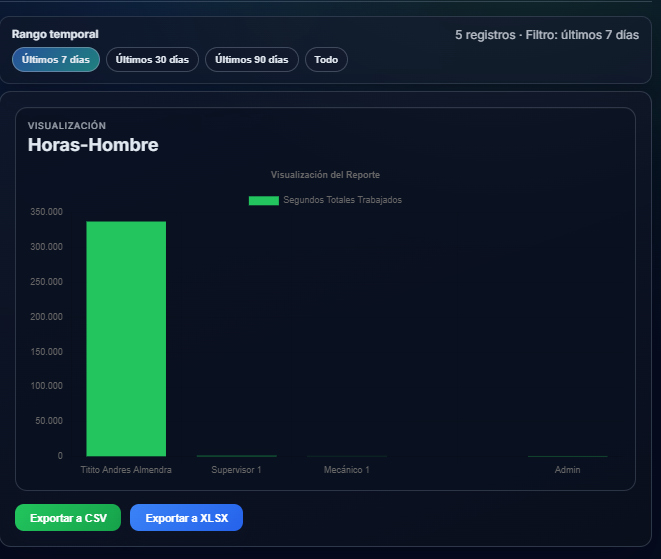 Rango temporal
5 registros · Filtro: últimos 7 días
Últimos 7 días Últimos 30 días Últimos 90 días Todo
VISUALIZACIÓN
Horas-Hombre
Visualización del Reporte
Segundos Totales Trabajados
350.000
300.000
250.000
200.000
150.000
100.000
50.000
0
Titito Andres Almendra Supervisor 1 Mecánico 1 Admin
Exportar a CSV Exportar a XLSX